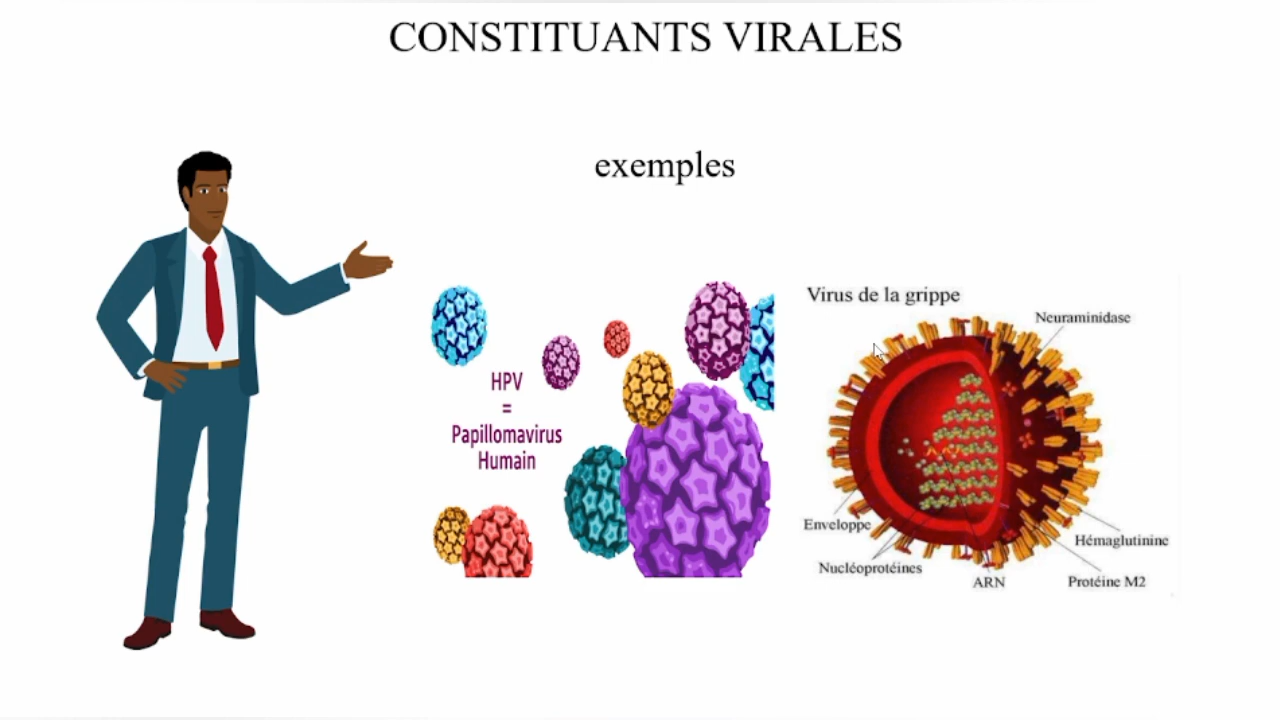 CONSTITUANTS VIRALES
exemples
HPV
=
Papillomavirus
Humain
Virus de la grippe
Neuraminidase
Enveloppe
Hémaglutinine
Nucléoprotéines
ARN
Protéine M2